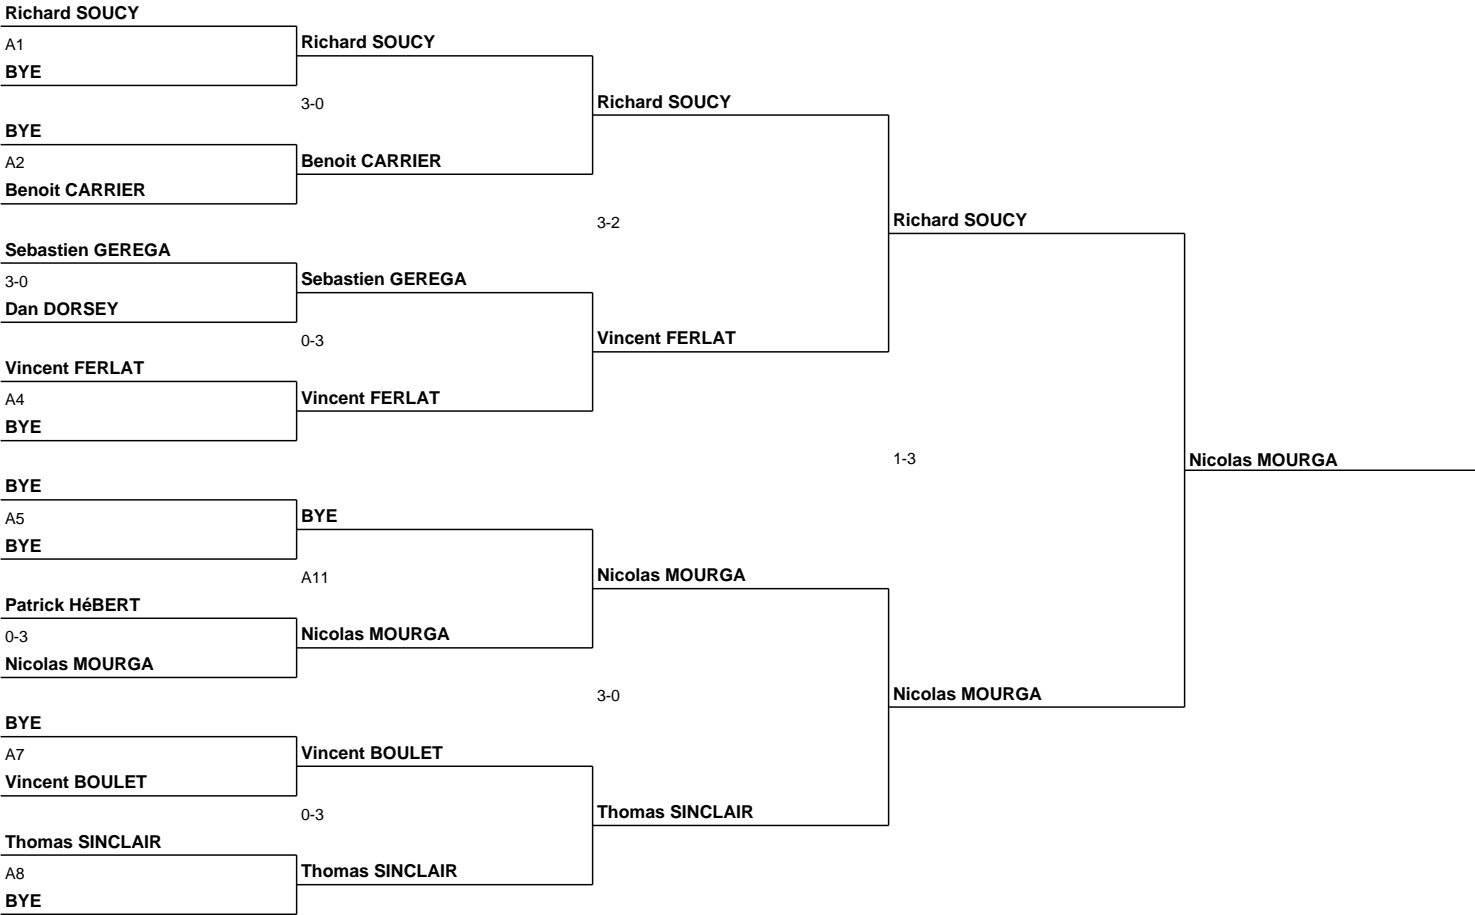 Richard SOUCY
A1
BYE
BYE
A2
Benoit CARRIER
Sebastien GEREGA
3-0
Dan DORSEY
Vincent FERLAT
A4
BYE
BYE
A5
BYE
Patrick HéBERT
0-3
Nicolas MOURGA
BYE
A7
Vincent BOULET
Thomas SINCLAIR
A8
BYE
Richard SOUCY
3-0
Benoit CARRIER
Sebastien GEREGA
0-3
Vincent FERLAT
BYE
A11
Nicolas MOURGA
Vincent BOULET
0-3
Thomas SINCLAIR
Richard SOUCY
3-2
Vincent FERLAT
Nicolas MOURGA
3-0
Thomas SINCLAIR
Richard SOUCY
1-3
Nicolas MOURGA
Nicolas MOURGA